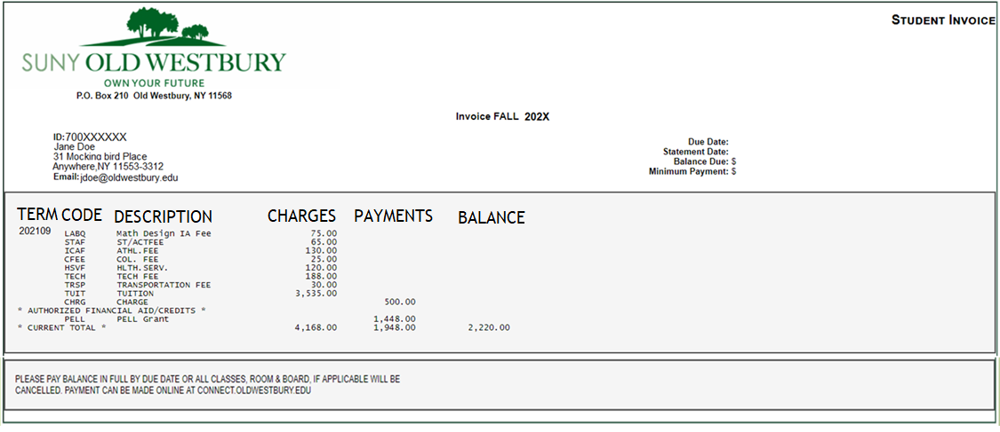 STUDENT INVOICE
SUNY OLD WESTBURY
OWN YOUR FUTURE
P.O. Box 210 Old Westbury, NY 11568
Invoice FALL 202X
ID:700XXXXXX
Jane Doe
31 Mocking bird Place
Anywhere,NY 11553-3312
Email:jdoe@oldwestbury.edu
Due Date:
Statement Date:
Balance Due: $
Minimum Payment: $
TERM CODE DESCRIPTION CHARGES PAYMENTS BALANCE
202109 LABQ Math Design IA Fee 75.00
STAF ST/ACTFEE 65.00
ICAF ATHL.FEE 130.00
CFEE COL. FEE 25.00
HSVF HLTH.SERV. 120.00
TECH TECH FEE 188.00
TRSP TRANSPORTATION FEE 30.00
TUIT TUITION 3,535.00
CHRG CHARGE 500.00
* AUTHORIZED FINANCIAL AID/CREDITS *
PELL PELL Grant 1,448.00
* CURRENT TOTAL * 4,168.00 1,948.00 2,220.00
PLEASE PAY BALANCE IN FULL BY DUE DATE OR ALL CLASSES, ROOM & BOARD, IF APPLICABLE WILL BE
CANCELLED. PAYMENT CAN BE MADE ONLINE AT CONNECT.OLDWESTBURY.EDU